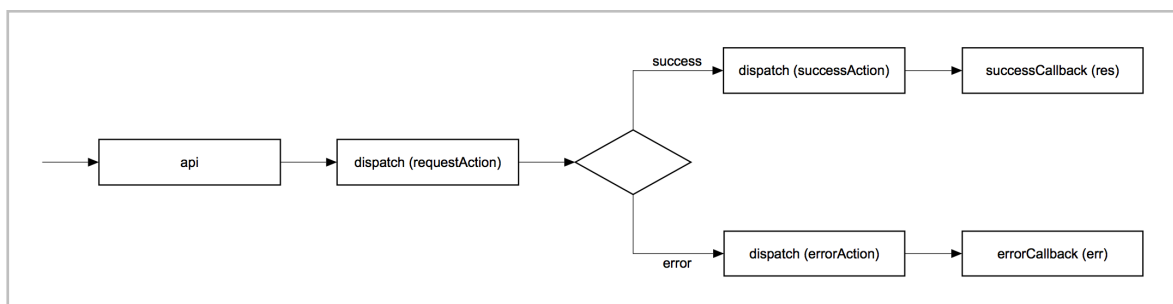 success
dispatch (successAction)
successCallback (res)
api
dispatch (requestAction)
dispatch (errorAction)
errorCallback (err)
error